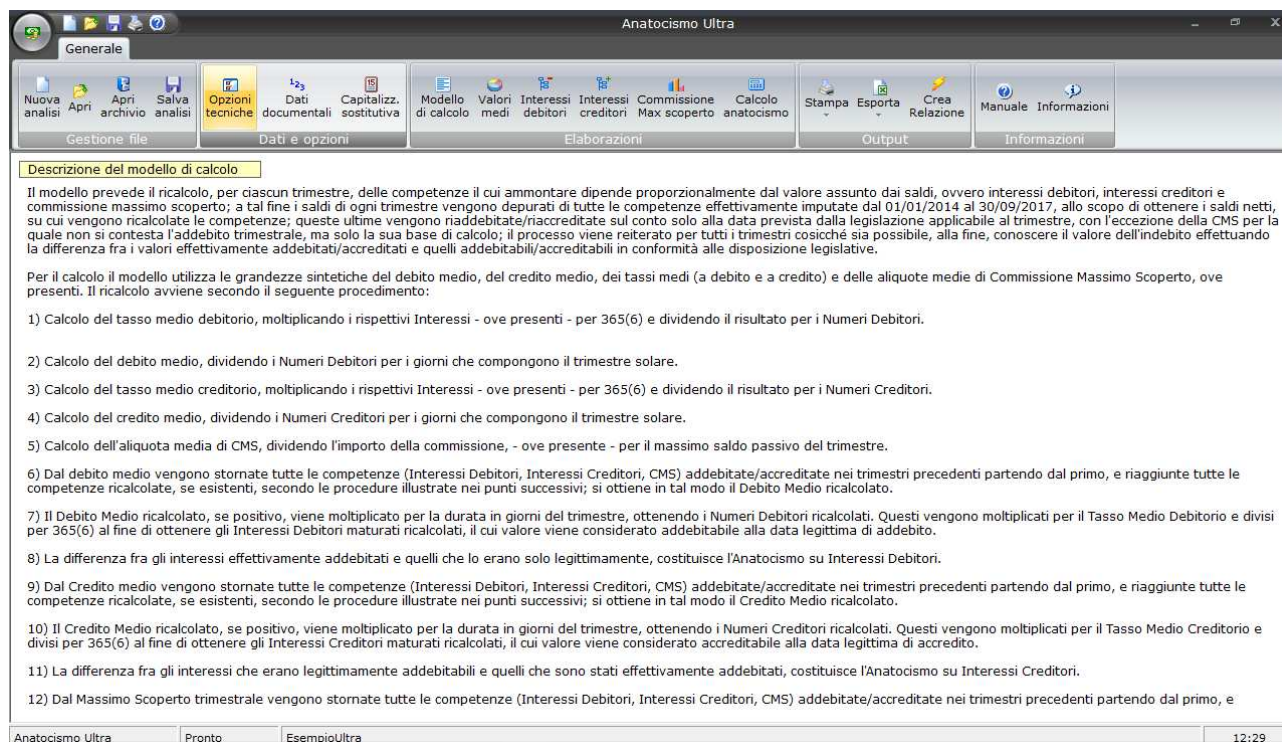 Anatocismo Ultra
Generale
Nuova analisi
Apri
Apri archivio
Salva analisi
Opzioni tecniche
Dati documentali
Capitalizz. sostitutiva
Modello di calcolo
Valori medi
Interessi debitori
Interessi creditori
Commissione Max scoperto
Calcolo anatocismo
Stampa
Esporta
Crea Relazione
Manuale
Informazioni
Gestione file
Dati e opzioni
Elaborazioni
Output
Informazioni
Descrizione del modello di calcolo
Il modello prevede il ricalcolo, per ciascun trimestre, delle competenze il cui ammontare dipende proporzionalmente dal valore assunto dai saldi, ovvero interessi debitori, interessi creditori e
commissione massimo scoperto; a tal fine i saldi di ogni trimestre vengono depurati di tutte le competenze effettivamente imputate dal 01/01/2014 al 30/09/2017, allo scopo di ottenere i saldi netti,
su cui vengono ricalcolate le competenze; queste ultime vengono riaddebitate/riaccreditate sul conto solo alla data prevista dalla legislazione applicabile al trimestre, con l'eccezione della CMS per la
quale non si contesta l'addebito trimestrale, ma solo la sua base di calcolo; il processo viene reiterato per tutti i trimestri cosicché sia possibile, alla fine, conoscere il valore dell'indebito effettuando
la differenza fra i valori effettivamente addebitati/accreditati e quelli addebitabili/accreditabili in conformità alle disposizione legislative.
Per il calcolo il modello utilizza le grandezze sintetiche del debito medio, del credito medio, dei tassi medi (a debito e a credito) e delle aliquote medie di Commissione Massimo Scoperto, ove
presenti. Il ricalcolo avviene secondo il seguente procedimento:
1) Calcolo del tasso medio debitorio, moltiplicando i rispettivi Interessi - ove presenti - per 365(6) e dividendo il risultato per i Numeri Debitori.
2) Calcolo del debito medio, dividendo i Numeri Debitori per i giorni che compongono il trimestre solare.
3) Calcolo del tasso medio creditorio, moltiplicando i rispettivi Interessi - ove presenti - per 365(6) e dividendo il risultato per i Numeri Creditori.
4) Calcolo del credito medio, dividendo i Numeri Creditori per i giorni che compongono il trimestre solare.
5) Calcolo dell'aliquota media di CMS, dividendo l'importo della commissione, - ove presente - per il massimo saldo passivo del trimestre.
6) Dal debito medio vengono stornate tutte le competenze (Interessi Debitori, Interessi Creditori, CMS) addebitate/accreditate nei trimestri precedenti partendo dal primo, e riaggiunte tutte le
competenze ricalcolate, se esistenti, secondo le procedure illustrate nei punti successivi; si ottiene in tal modo il Debito Medio ricalcolato.
7) Il Debito Medio ricalcolato, se positivo, viene moltiplicato per la durata in giorni del trimestre, ottenendo i Numeri Debitori ricalcolati. Questi vengono moltiplicati per il Tasso Medio Debitorio e divisi
per 365(6) al fine di ottenere gli Interessi Debitori maturati ricalcolati, il cui valore viene considerato addebitabile alla data legittima di addebito.
8) La differenza fra gli interessi effettivamente addebitati e quelli che lo erano solo legittimamente, costituisce l'Anatocismo su Interessi Debitori.
9) Dal Credito medio vengono stornate tutte le competenze (Interessi Debitori, Interessi Creditori, CMS) addebitate/accreditate nei trimestri precedenti partendo dal primo, e riaggiunte tutte le
competenze ricalcolate, se esistenti, secondo le procedure illustrate nei punti successivi; si ottiene in tal modo il Credito Medio ricalcolato.
10) Il Credito Medio ricalcolato, se positivo, viene moltiplicato per la durata in giorni del trimestre, ottenendo i Numeri Creditori ricalcolati. Questi vengono moltiplicati per il Tasso Medio Creditorio e
divisi per 365(6) al fine di ottenere gli Interessi Creditori maturati ricalcolati, il cui valore viene considerato accreditabile alla data legittima di accredito.
11) La differenza fra gli interessi che erano legittimamente addebitabili e quelli che sono stati effettivamente addebitati, costituisce l'Anatocismo su Interessi Creditori.
12) Dal Massimo Scoperto trimestrale vengono stornate tutte le competenze (Interessi Debitori, Interessi Creditori, CMS) addebitate/accreditate nei trimestri precedenti partendo dal primo, e
Anatocismo Ultra
Pronto
EsempioUltra
12:29